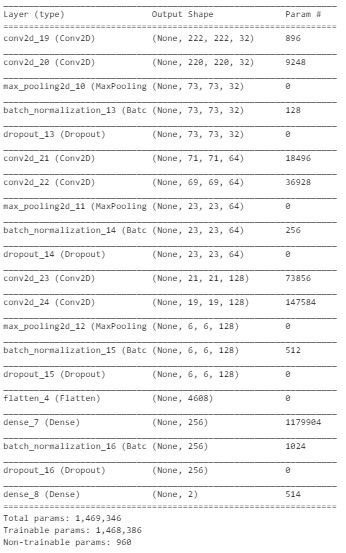 Layer (type) Output Shape Param #
conv2d_19 (Conv2D) (None, 222, 222, 32) 896
conv2d_20 (Conv2D) (None, 220, 220, 32) 9248
max_pooling2d_10 (MaxPooling (None, 73, 73, 32) 0
batch_normalization_13 (Batc (None, 73, 73, 32) 128
dropout_13 (Dropout) (None, 73, 73, 32) 0
conv2d_21 (Conv2D) (None, 71, 71, 64) 18496
conv2d_22 (Conv2D) (None, 69, 69, 64) 36928
max_pooling2d_11 (MaxPooling (None, 23, 23, 64) 0
batch_normalization_14 (Batc (None, 23, 23, 64) 256
dropout_14 (Dropout) (None, 23, 23, 64) 0
conv2d_23 (Conv2D) (None, 21, 21, 128) 73856
conv2d_24 (Conv2D) (None, 19, 19, 128) 147584
max_pooling2d_12 (MaxPooling (None, 6, 6, 128) 0
batch_normalization_15 (Batc (None, 6, 6, 128) 512
dropout_15 (Dropout) (None, 6, 6, 128) 0
flatten_4 (Flatten) (None, 4608) 0
dense_7 (Dense) (None, 256) 1179904
batch_normalization_16 (Batc (None, 256) 1024
dropout_16 (Dropout) (None, 256) 0
dense_8 (Dense) (None, 2) 514
Total params: 1,469,346
Trainable params: 1,468,386
Non-trainable params: 960